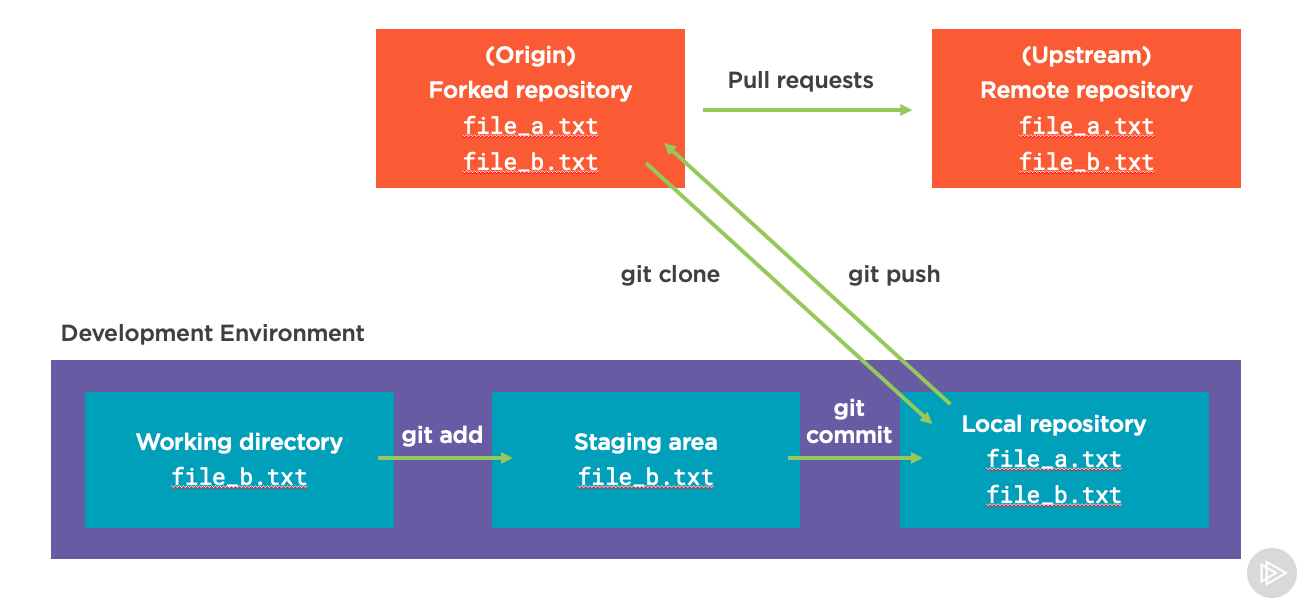 (Origin)
Forked repository
file_a.txt
file_b.txt
Pull requests
(Upstream)
Remote repository
file_a.txt
file_b.txt
git clone
git push
Development Environment
Working directory
file_b.txt
git add
Staging area
file_b.txt
git
commit
Local repository
file_a.txt
file_b.txt